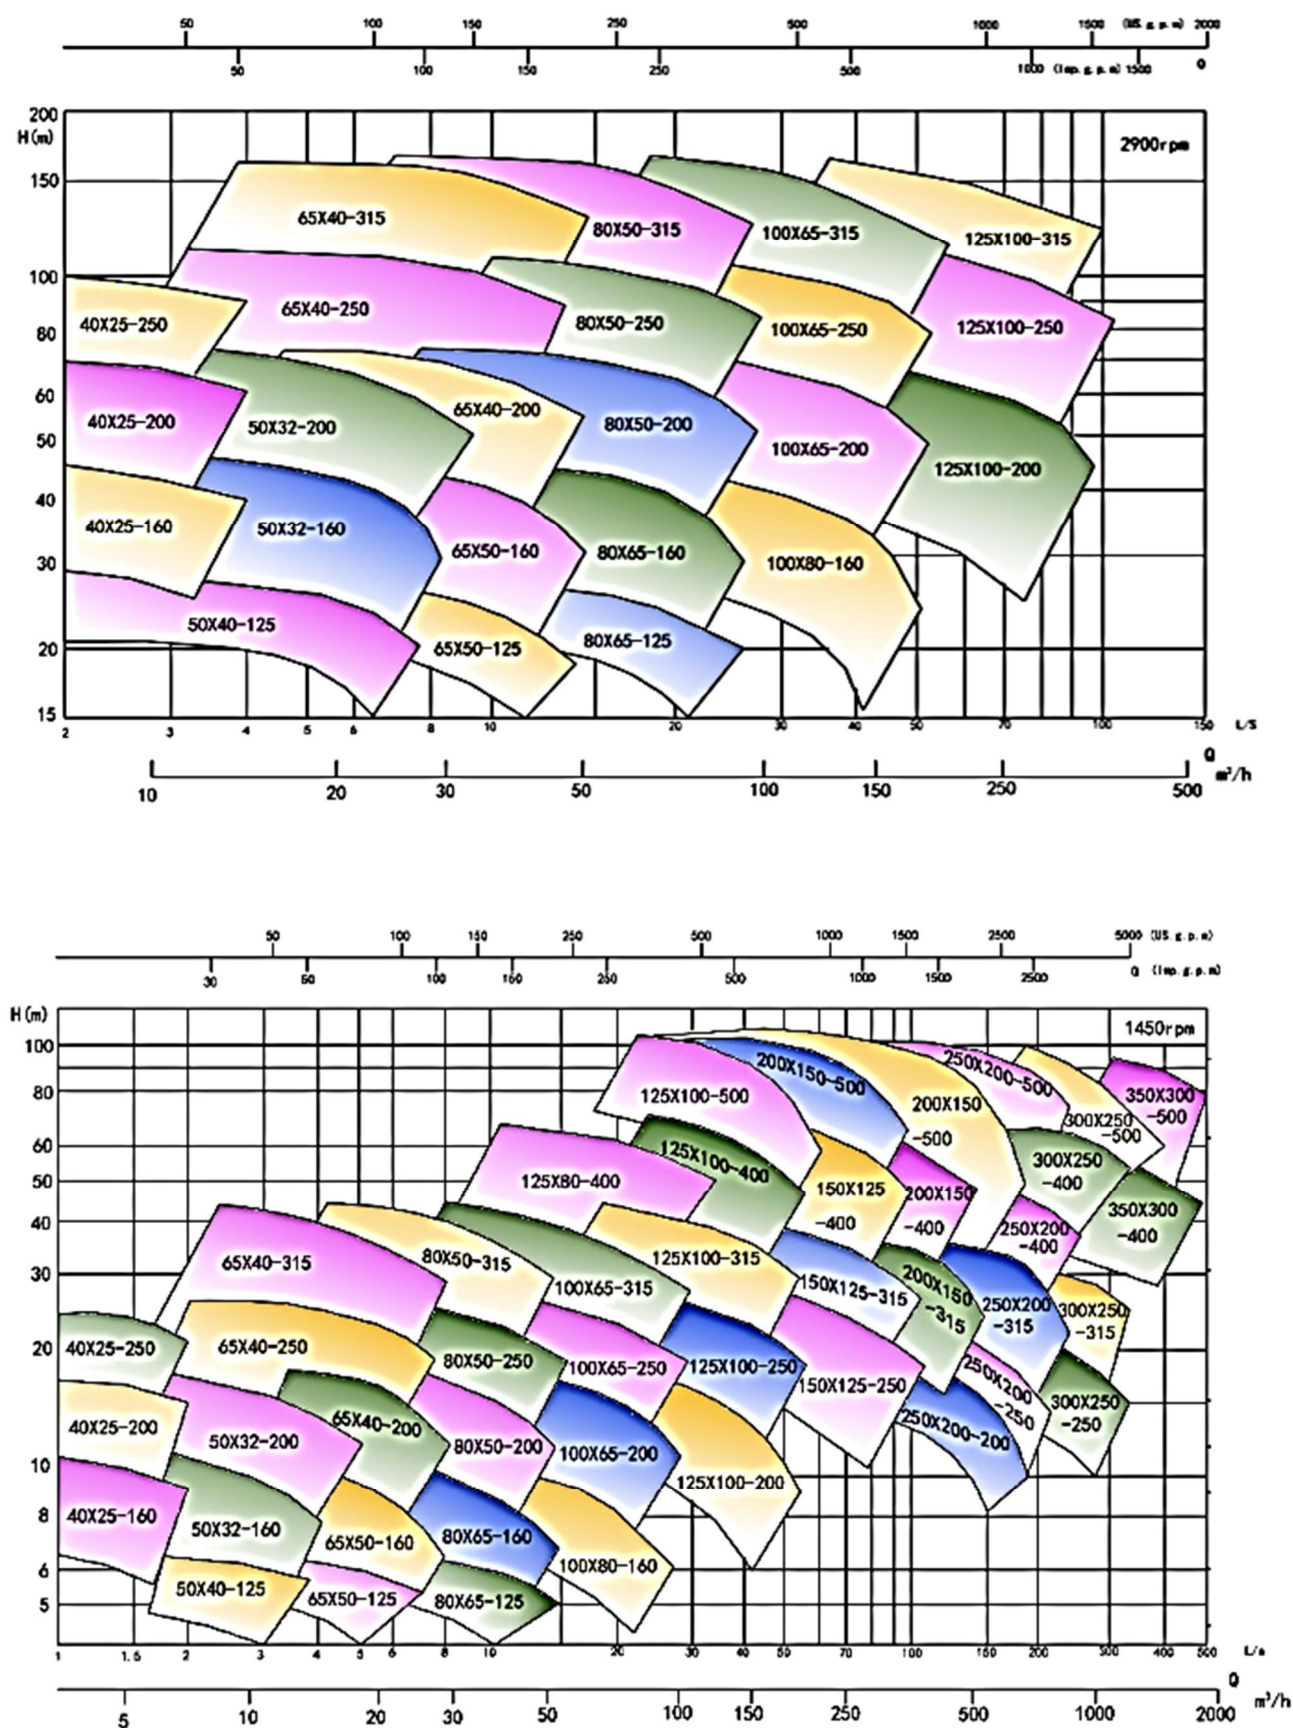 50 100 150 250 500 1000 1500 (US. g. p. m) 2000
50 100 150 250 500 1000 (Imp. g. p. m) 1500 Q
200
H(m)
2900rpm
150
65X40-315 80X50-315 100X65-315 125X100-315
100
40X25-250 65X40-250 80X50-250 100X65-250 125X100-250
80
60
40X25-200 50X32-200 65X40-200 80X50-200 100X65-200 125X100-200
50
40
40X25-160 50X32-160 65X50-160 80X65-160 100X80-160
30
50X40-125 65X50-125 80X65-125
20
15
2 3 4 5 6 8 10 20 30 40 50 70 100 150 L/S
Q
m³/h
10 20 30 50 100 150 250 500
50 100 150 250 500 1000 1500 2500 5000 (US. g. p. m)
30 50 100 150 250 500 1000 1500 2500 Q (Imp. g. p. m)
H(m)
1450rpm
100
125X100-500 200X150-500 200X150
-500
250X200-500 300X250
-500
350X300
-500
80
60
125X80-400 125X100-400 150X125
-400
200X150
-400
250X200
-400
300X250
-400
350X300
-400
50
40
65X40-315 80X50-315 100X65-315 125X100-315 150X125-315 200X150
-315
250X200
-315
300X250
-315
30
20
40X25-250 65X40-250 80X50-250 100X65-250 125X100-250 150X125-250 250X200
-250
300X250
-250
40X25-200 50X32-200 65X40-200 80X50-200 100X65-200 125X100-200 250X200-200
10
40X25-160 50X32-160 65X50-160 80X65-160 100X80-160
8
6
50X40-125 65X50-125 80X65-125
5
1 1.5 2 3 4 5 6 10 20 30 40 50 70 100 150 200 300 400 500 L/s
Q
m³/h
5 10 20 30 50 100 150 250 500 1000 2000